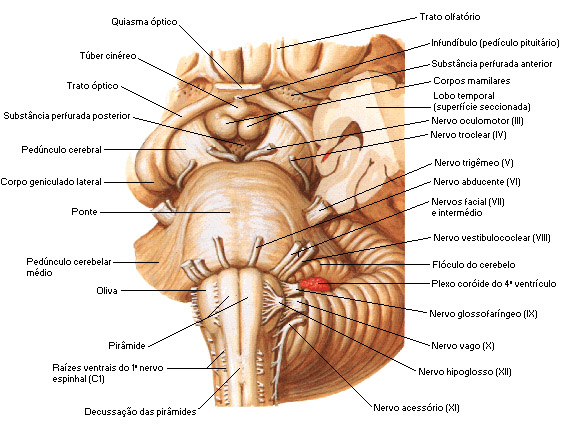 Quiasma óptico
Túber cinéreo
Trato óptico
Substância perfurada posterior
Pedúnculo cerebral
Corpo geniculado lateral
Ponte
Pedúnculo cerebelar
médio
Oliva
Pirâmide
Raízes ventrais do 1º nervo
espinhal (C1)
Decussação das pirâmides
Trato olfatório
Infundíbulo (pedículo pituitário)
Substância perfurada anterior
Corpos mamilares
Lobo temporal
(superfície seccionada)
Nervo oculomotor (III)
Nervo troclear (IV)
Nervo trigêmeo (V)
Nervo abducente (VI)
Nervos facial (VII)
e intermédio
Nervo vestibulococlear (VIII)
Flóculo do cerebelo
Plexo coróide do 4º ventrículo
Nervo glossofaríngeo (IX)
Nervo vago (X)
Nervo hipoglosso (XII)
Nervo acessório (XI)